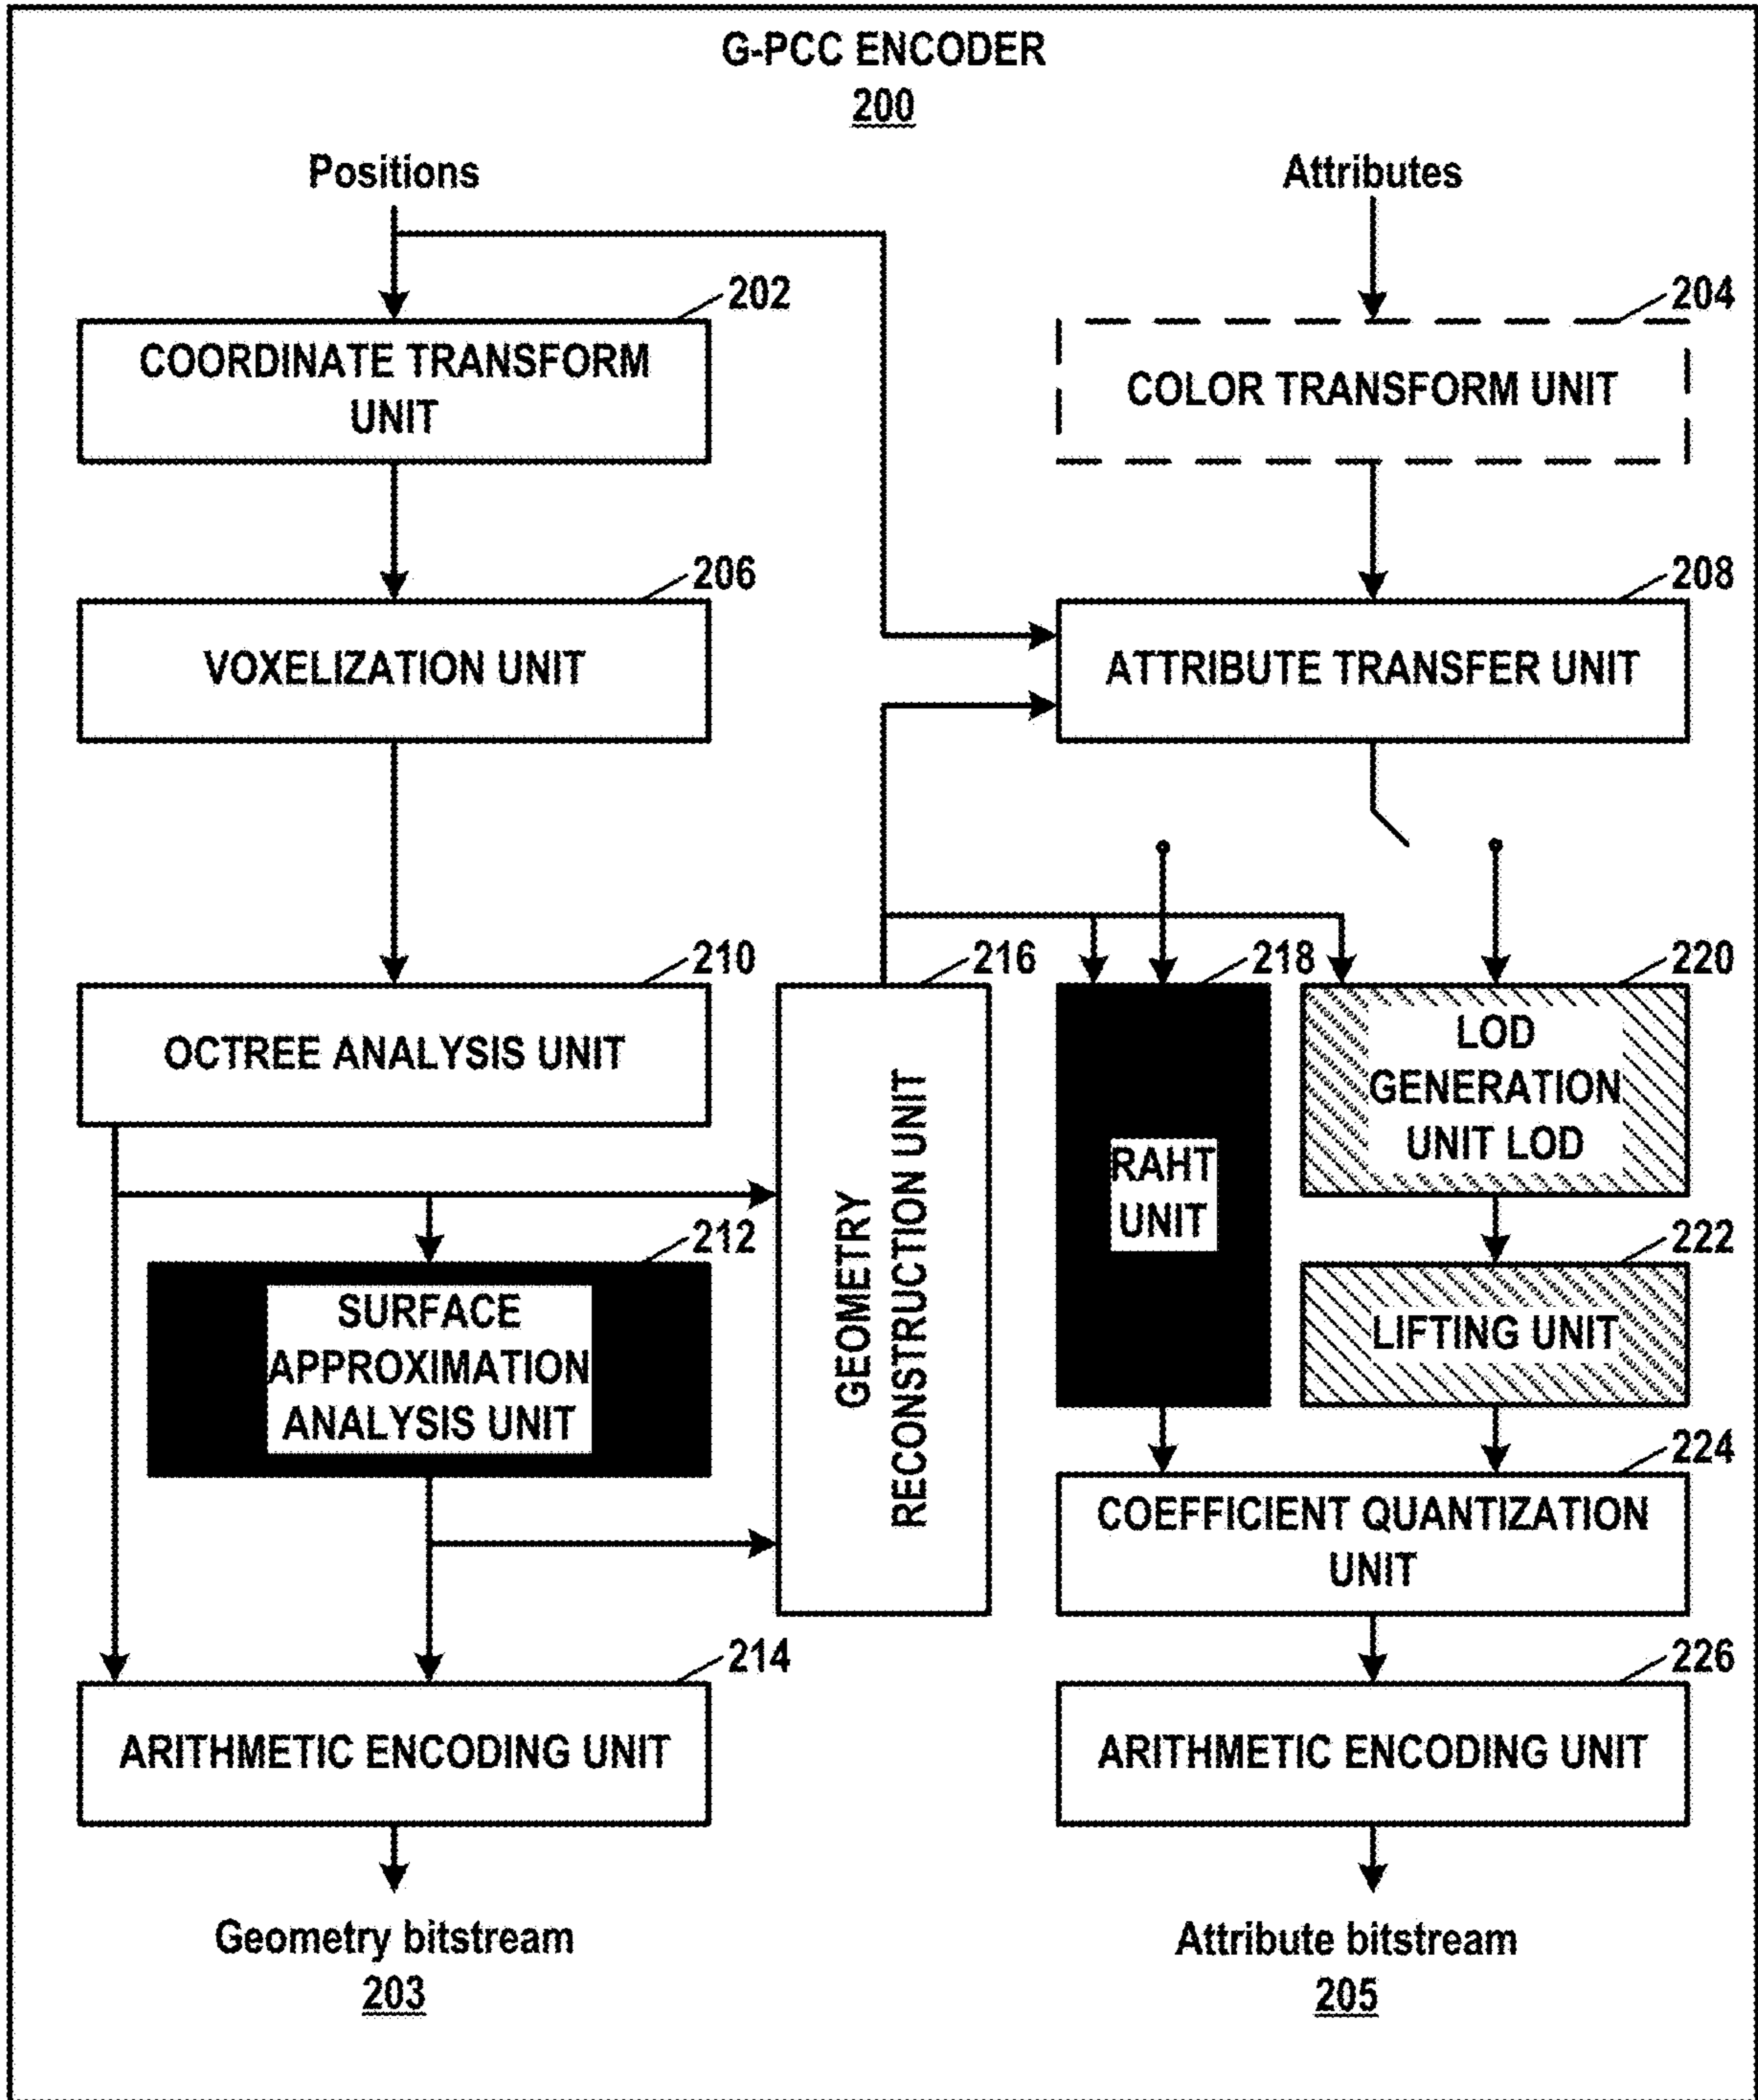 G-PCC ENCODER
200
Positions
Attributes
202
204
COORDINATE TRANSFORM
UNIT
COLOR TRANSFORM UNIT
206
208
VOXELIZATION UNIT
ATTRIBUTE TRANSFER UNIT
210
216
218
220
OCTREE ANALYSIS UNIT
GEOMETRY
RECONSTRUCTION UNIT
RAHT
UNIT
LOD
GENERATION
UNIT LOD
212
222
SURFACE
APPROXIMATION
ANALYSIS UNIT
LIFTING UNIT
224
COEFFICIENT QUANTIZATION
UNIT
214
226
ARITHMETIC ENCODING UNIT
ARITHMETIC ENCODING UNIT
Geometry bitstream
203
Attribute bitstream
205